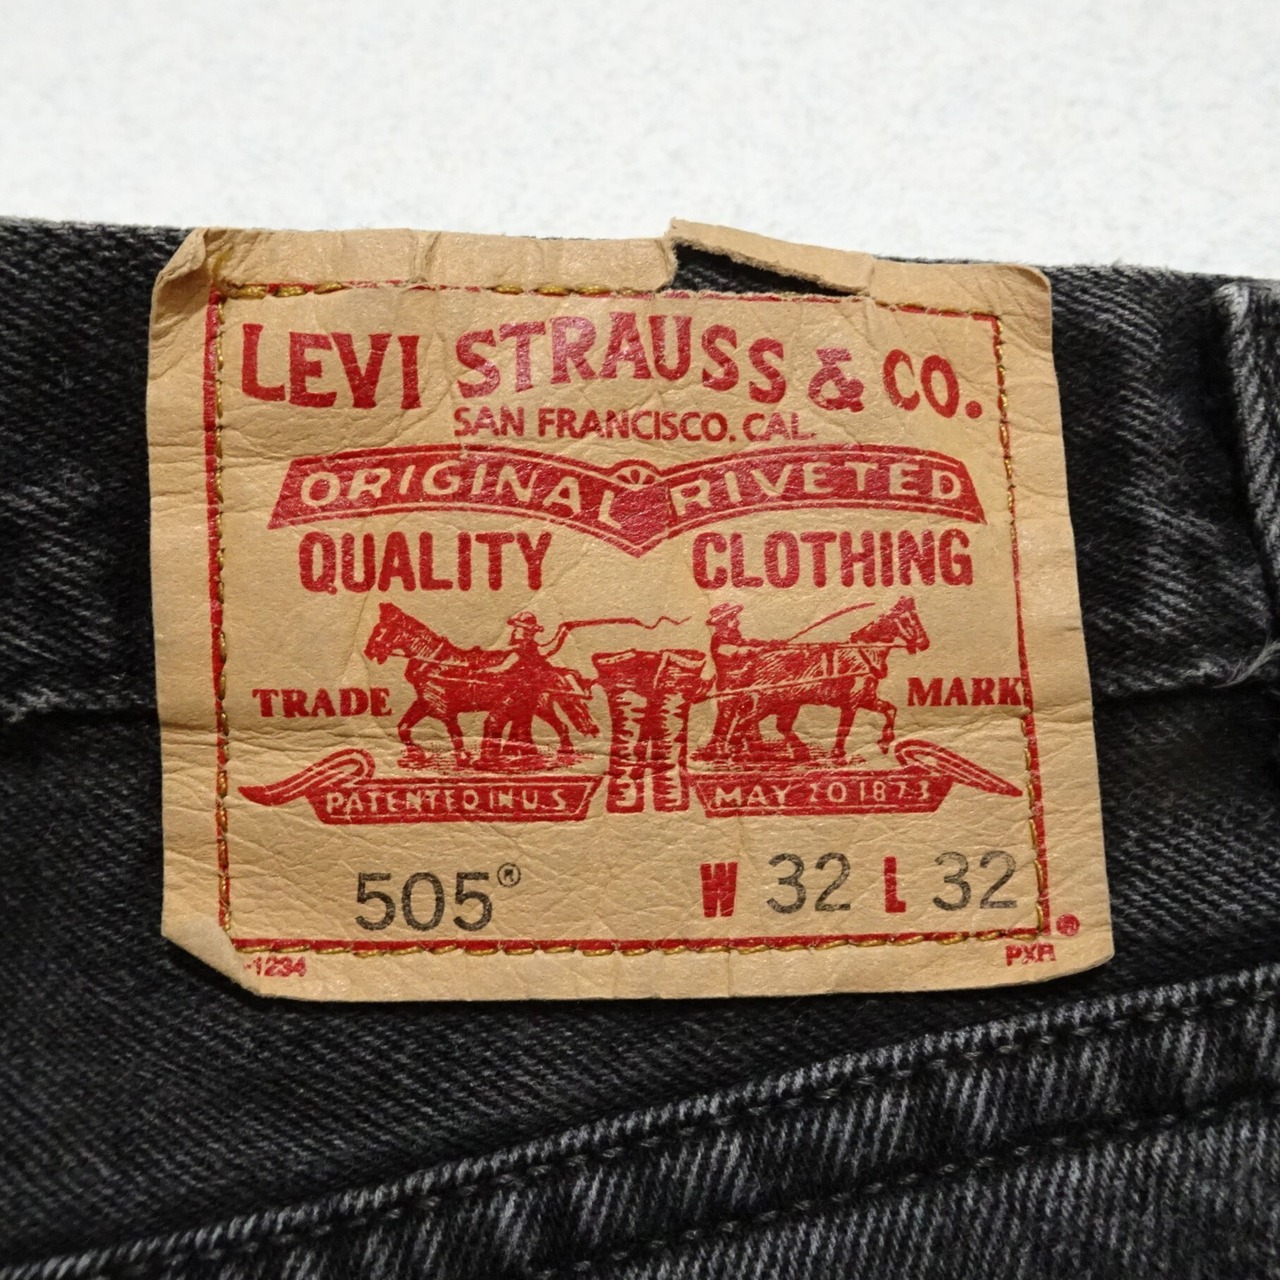 LEVI STRAUSS & CO.
SAN FRANCISCO. CAL.
ORIGINAL RIVETED
QUALITY CLOTHING
TRADE MARK
PATENTED IN U.S MAY 20 1873
505® W 32 L 32
®
-1234 PXR